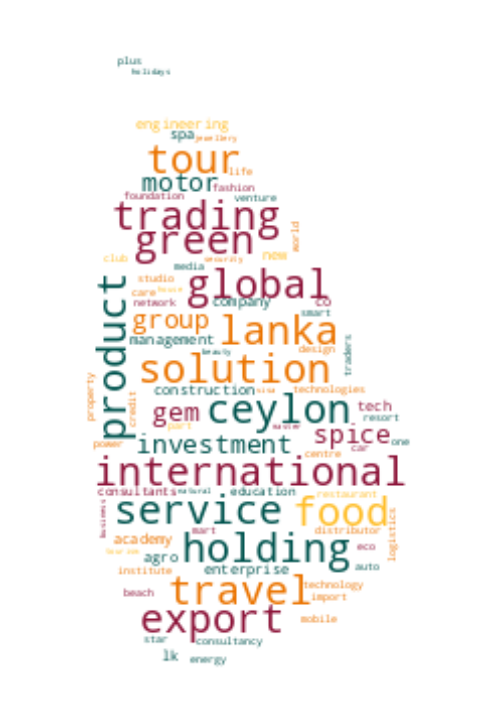 plus
holidays
engineering
spa jewellery
tour
life
motor fashion
foundation venture
trading
green world
club security new
media
studio global
care house
network company co
smart
group lanka
management
beauty design traders
product
solution
construction visa technologies
property credit
gem ceylon tech
part resort
master spice
power investment car one
centre
international
consultants natural education
restaurant
business service food
mart distributor logistics
academy holding eco
tourism agro
institute enterprise auto
travel technology
beach import
export mobile
star consultancy
lk energy